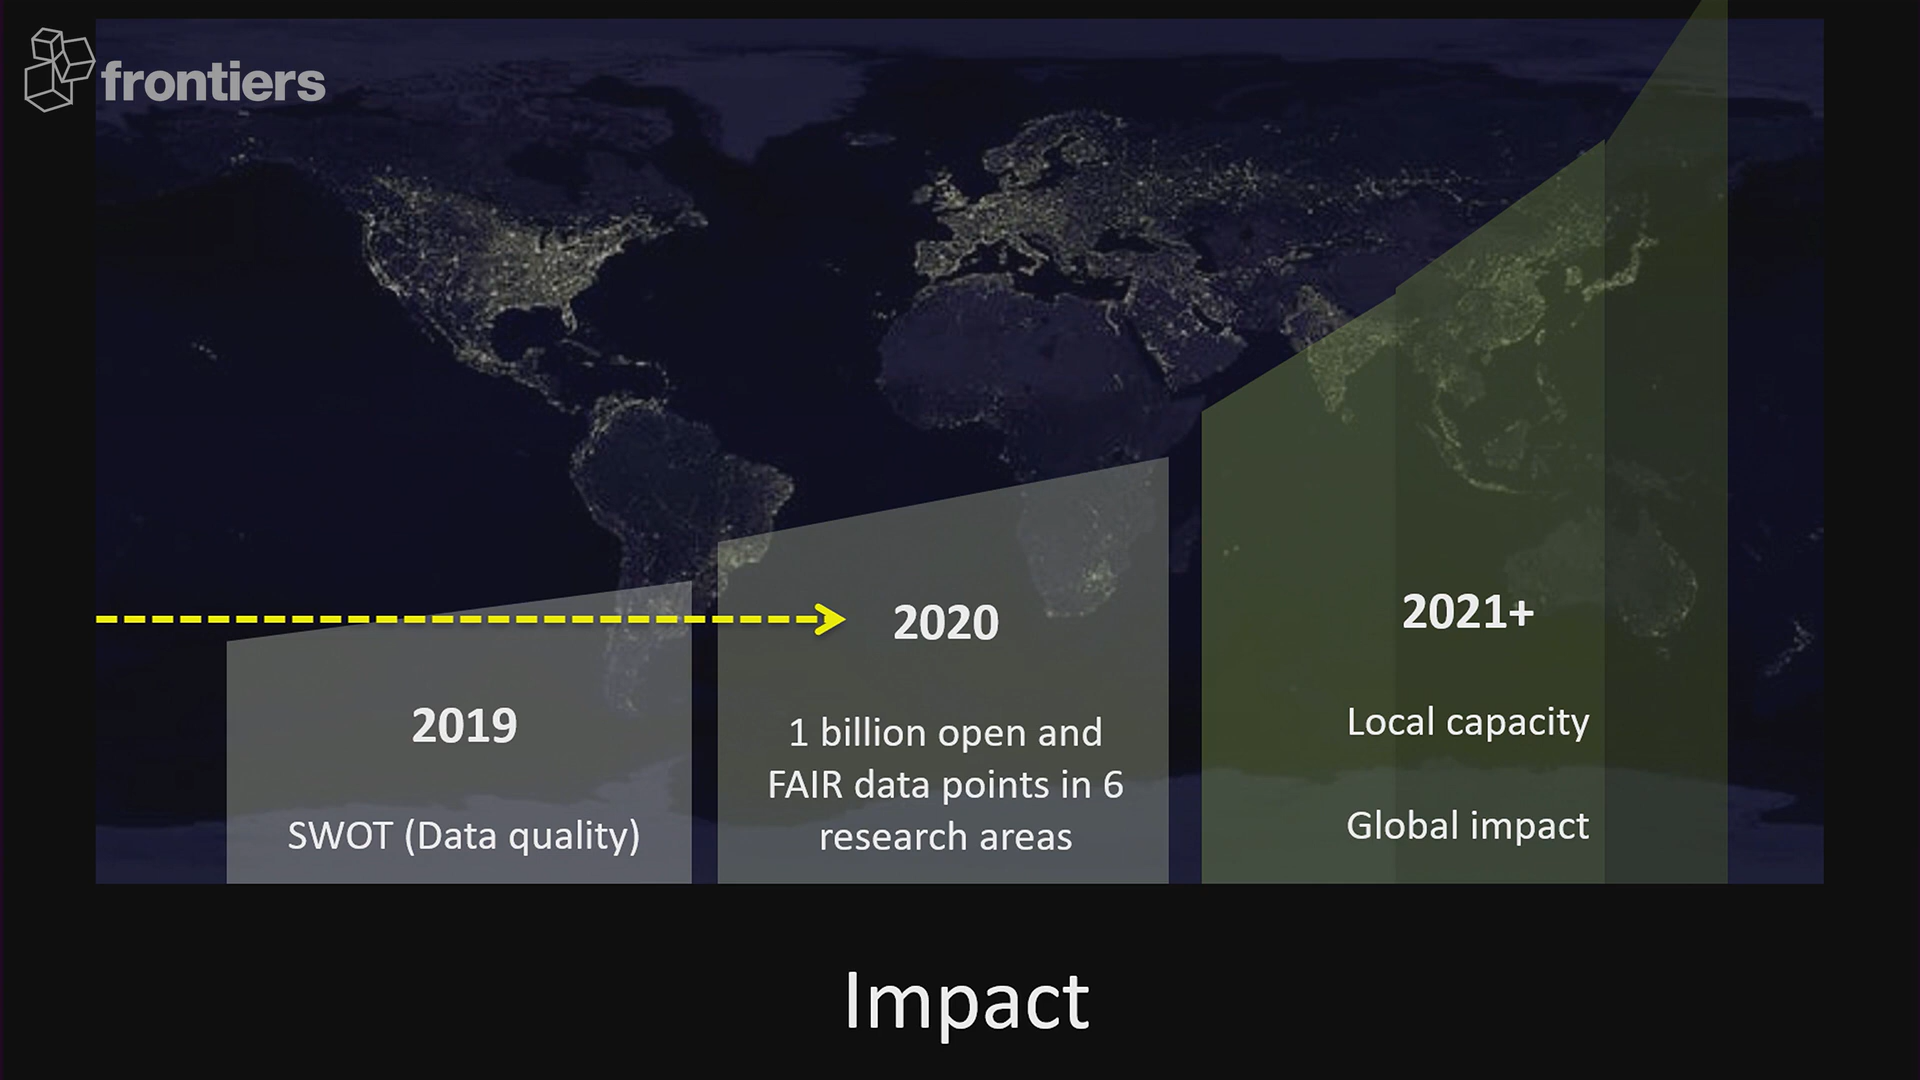 frontiers
2019
SWOT (Data quality)
2020
1 billion open and
FAIR data points in 6
research areas
2021+
Local capacity
Global impact
Impact